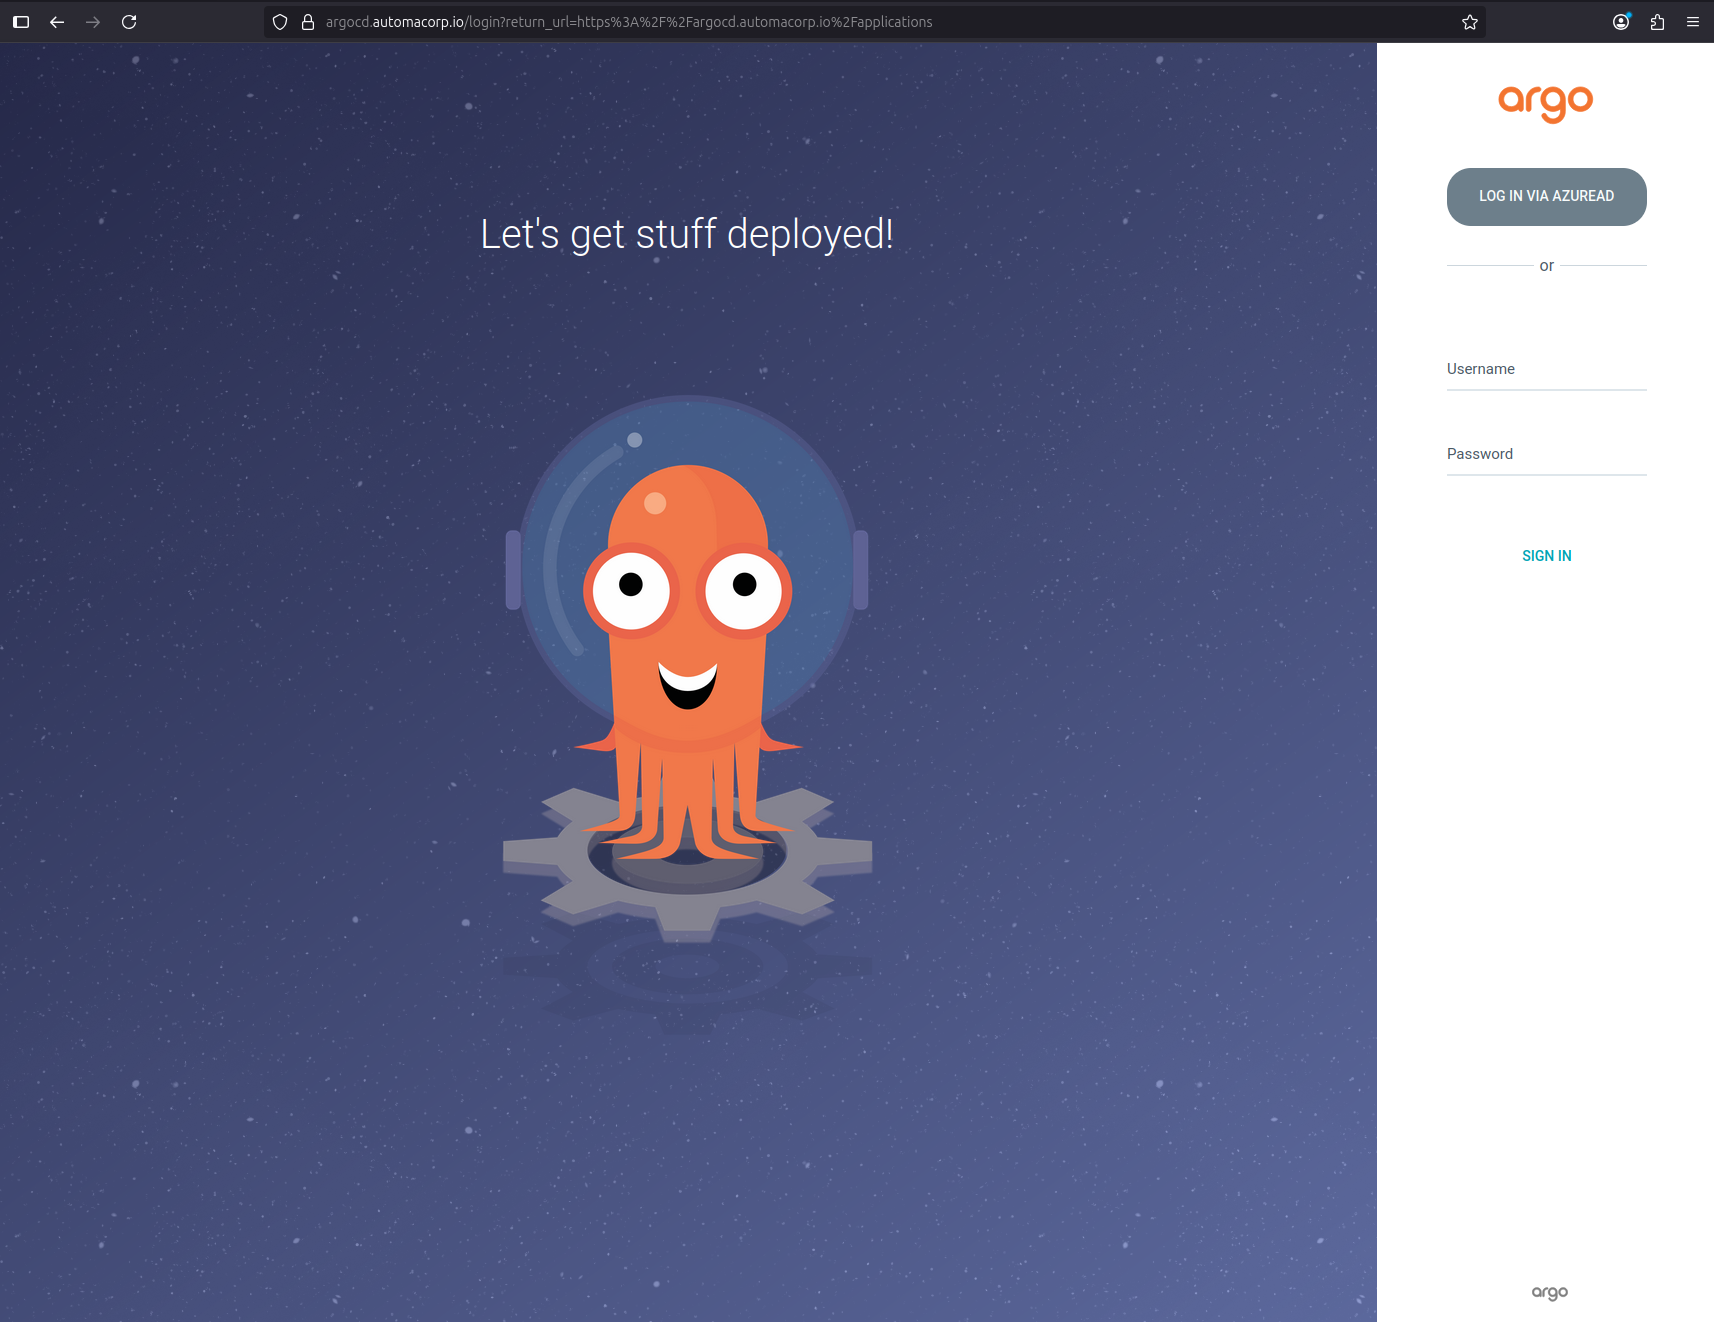 argocd.automacorp.io/login?return_url=https%3A%2F%2Fargocd.automacorp.io%2Fapplications
Let's get stuff deployed!
argo
LOG IN VIA AZUREAD
or
Username
Password
SIGN IN
argo